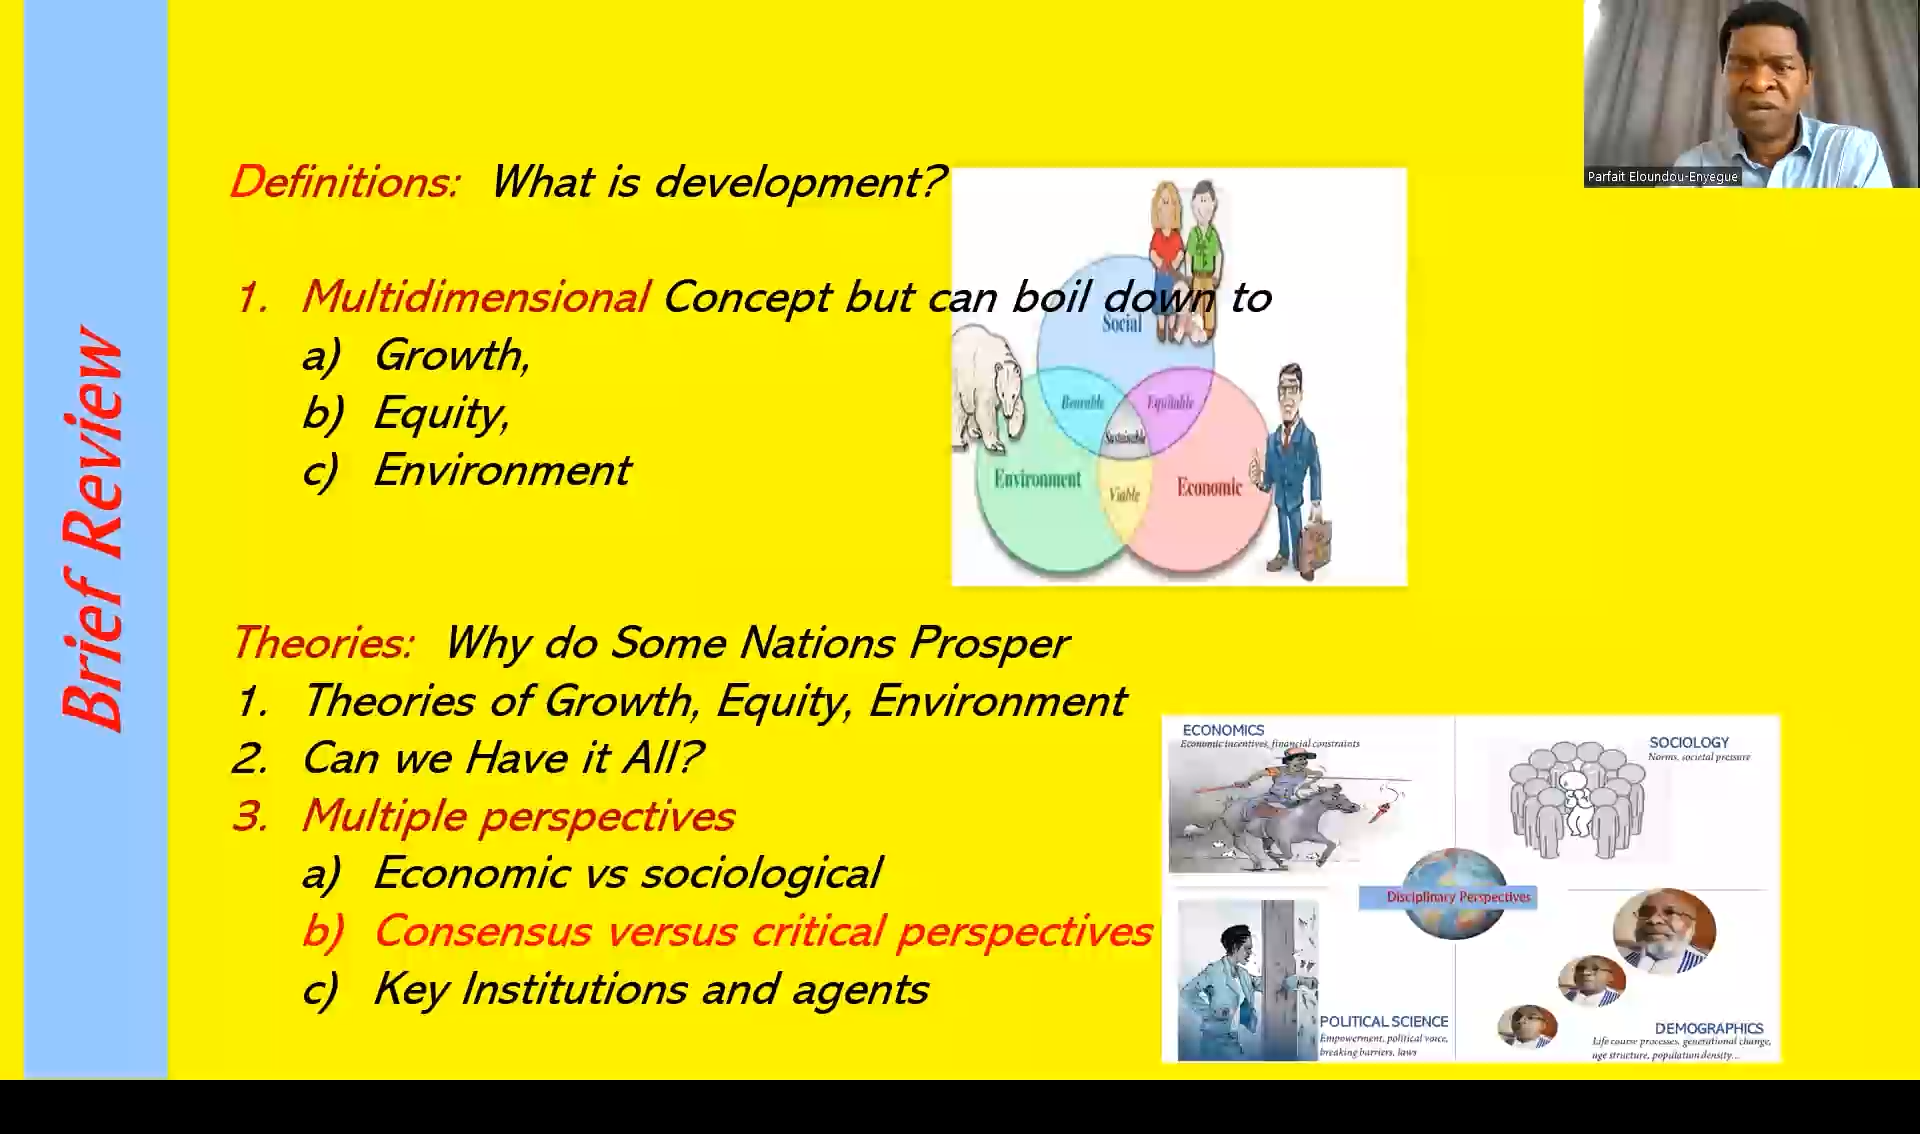 Brief Review
Parfait Eloundou-Enyegue
Definitions: What is development?
1. Multidimensional Concept but can boil down to
a) Growth,
b) Equity,
c) Environment
Social
Bearable
Equitable
Sustainable
Environment
Viable
Economic
Theories: Why do Some Nations Prosper
1. Theories of Growth, Equity, Environment
2. Can we Have it All?
3. Multiple perspectives
a) Economic vs sociological
b) Consensus versus critical perspectives
c) Key Institutions and agents
ECONOMICS
Economic incentives, financial constraints
SOCIOLOGY
Norms, societal pressure
Disciplinary Perspectives
POLITICAL SCIENCE
Empowerment, political voice,
breaking barriers, laws
DEMOGRAPHICS
Life course processes, generational change,
age structure, population density...